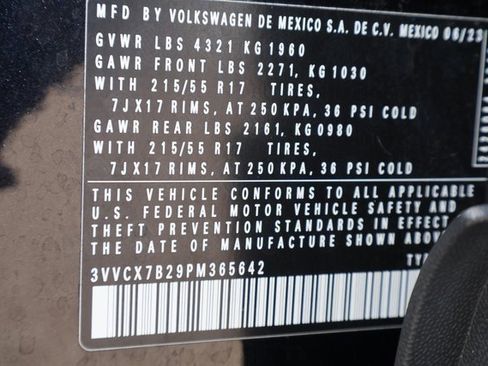 MFD BY VOLKSWAGEN DE MEXICO S.A. DE C.V. MEXICO 06/23
GVWR LBS 4321 KG 1960
GAWR FRONT LBS 2271, KG 1030
WITH 215/55 R17 TIRES,
7JX17 RIMS, AT 250 KPA, 36 PSI COLD
GAWR REAR LBS 2161, KG 0980
WITH 215/55 R17 TIRES,
7JX17 RIMS, AT 250 KPA, 36 PSI COLD
THIS VEHICLE CONFORMS TO ALL APPLICABLE
U.S. FEDERAL MOTOR VEHICLE SAFETY AND
THEFT PREVENTION STANDARDS IN EFFECT
THE DATE OF MANUFACTURE SHOWN ABOVE.
3VVCX7B29PM365642